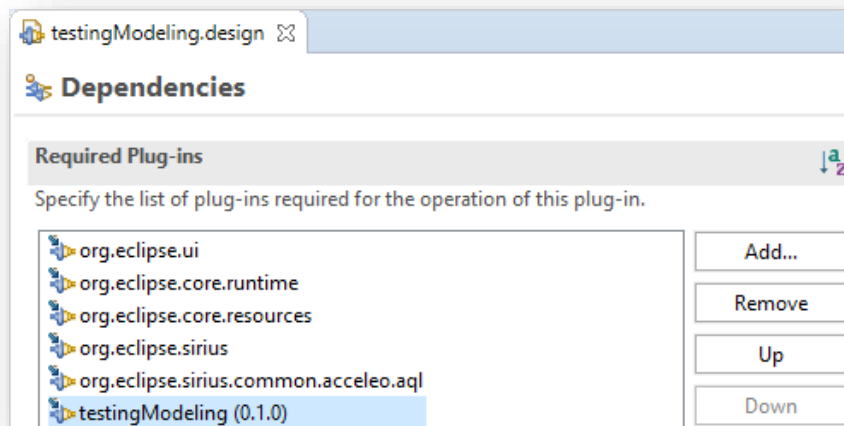 testingModeling.design
Dependencies
Required Plug-ins
Specify the list of plug-ins required for the operation of this plug-in.
org.eclipse.ui
org.eclipse.core.runtime
org.eclipse.core.resources
org.eclipse.sirius
org.eclipse.sirius.common.acceleo.aql
testingModeling (0.1.0)
Add...
Remove
Up
Down